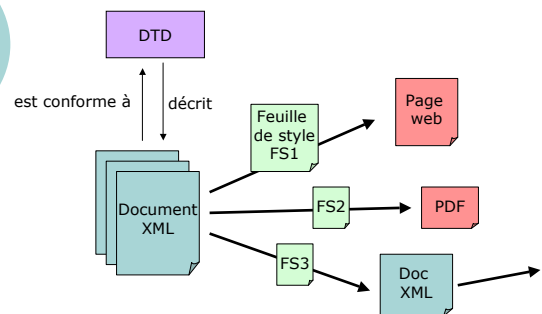 DTD
est conforme à
décrit
Feuille
de style
FS1
Page
web
Document
XML
FS2
PDF
FS3
Doc
XML